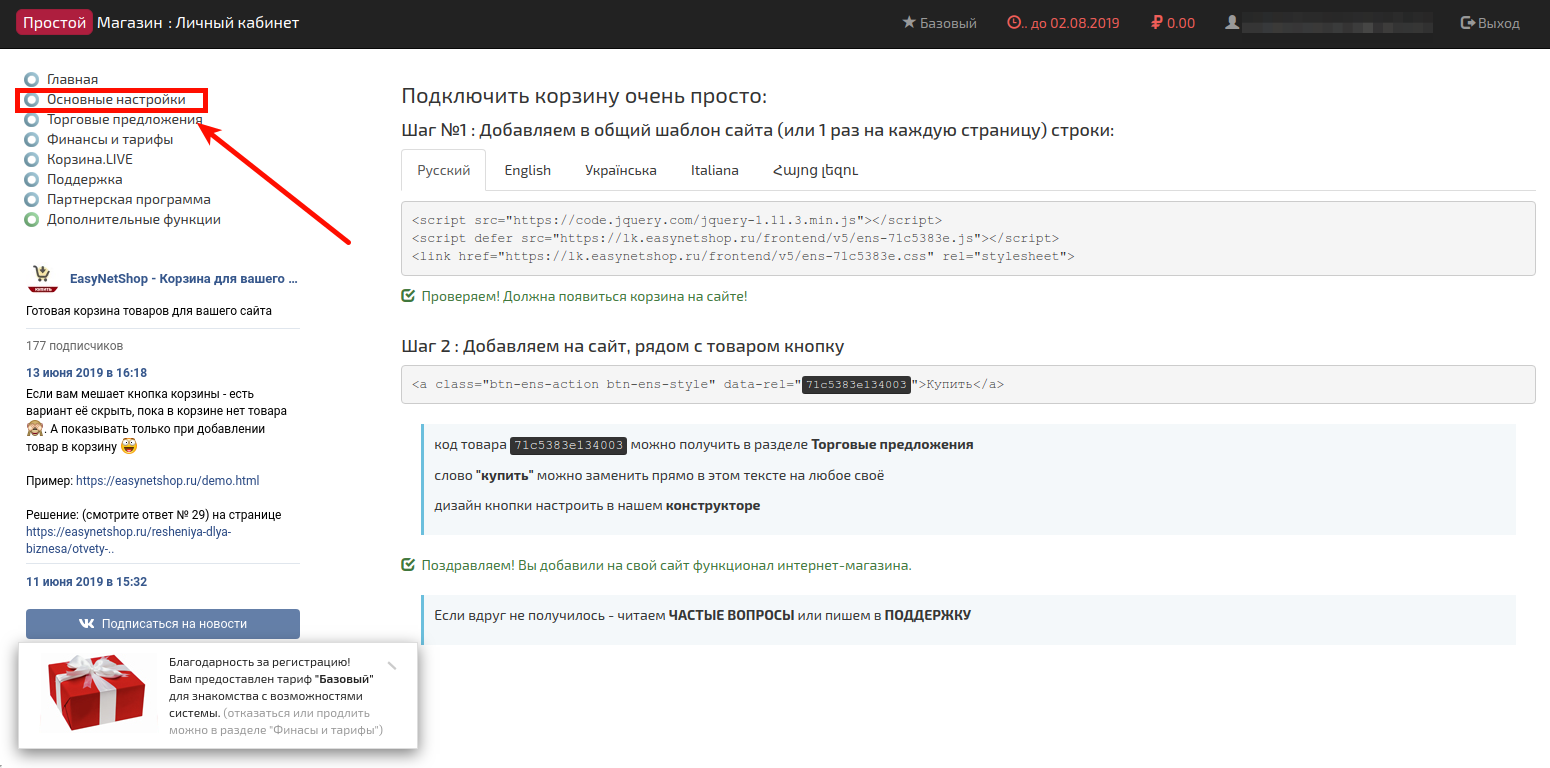 Простой Магазин : Личный кабинет
Базовый
.. до 02.08.2019
0.00
Выход
Главная
Основные настройки
Торговые предложения
Финансы и тарифы
Корзина.LIVE
Поддержка
Партнерская программа
Дополнительные функции
КУПИТЬ
EasyNetShop - Корзина для вашего ...
Готовая корзина товаров для вашего сайта
177 подписчиков
13 июня 2019 в 16:18
Если вам мешает кнопка корзины - есть
вариант её скрыть, пока в корзине нет товара
. А показывать только при добавлении
товар в корзину
Пример: https://easynetshop.ru/demo.html
Решение: (смотрите ответ № 29) на странице
https://easynetshop.ru/resheniya-dlya-
biznesa/otvety-..
11 июня 2019 в 15:32
Подписаться на новости
Благодарность за регистрацию!
Вам предоставлен тариф "Базовый"
для знакомства с возможностями
системы. (отказаться или продлить
можно в разделе "Финасы и тарифы")
Подключить корзину очень просто:
Шаг №1 : Добавляем в общий шаблон сайта (или 1 раз на каждую страницу) строки:
Русский
English
Українська
Italiana
Հայոց լեզու
<script src="https://code.jquery.com/jquery-1.11.3.min.js"></script>
<script defer src="https://lk.easynetshop.ru/frontend/v5/ens-71c5383e.js"></script>
<link href="https://lk.easynetshop.ru/frontend/v5/ens-71c5383e.css" rel="stylesheet">
Проверяем! Должна появиться корзина на сайте!
Шаг 2 : Добавляем на сайт, рядом с товаром кнопку
<a class="btn-ens-action btn-ens-style" data-rel="71c5383e134003">Купить</a>
код товара 71c5383e134003 можно получить в разделе Торговые предложения
слово "купить" можно заменить прямо в этом тексте на любое своё
дизайн кнопки настроить в нашем конструкторе
Поздравляем! Вы добавили на свой сайт функционал интернет-магазина.
Если вдруг не получилось - читаем ЧАСТЫЕ ВОПРОСЫ или пишем в ПОДДЕРЖКУ